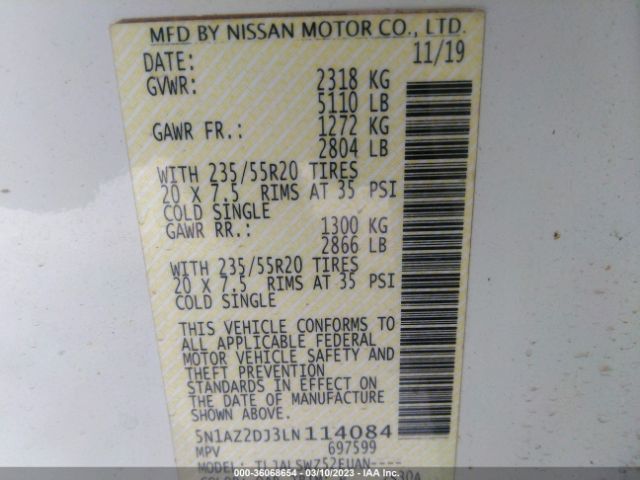 MFD BY NISSAN MOTOR CO., LTD.
DATE: 11/19
GVWR: 2318 KG
5110 LB
GAWR FR.: 1272 KG
2804 LB
WITH 235/55R20 TIRES
20 X 7.5 RIMS AT 35 PSI
COLD SINGLE
GAWR RR.: 1300 KG
2866 LB
WITH 235/55R20 TIRES
20 X 7.5 RIMS AT 35 PSI
COLD SINGLE
THIS VEHICLE CONFORMS TO
ALL APPLICABLE FEDERAL
MOTOR VEHICLE SAFETY AND
THEFT PREVENTION
STANDARDS IN EFFECT ON
THE DATE OF MANUFACTURE
SHOWN ABOVE.
5N1AZ2DJ3LN114084
MPV 697599
MODEL: TLJALSWZ52EUAN----
© IAA - 36068654 - 03/10/2023 - IAAI.com